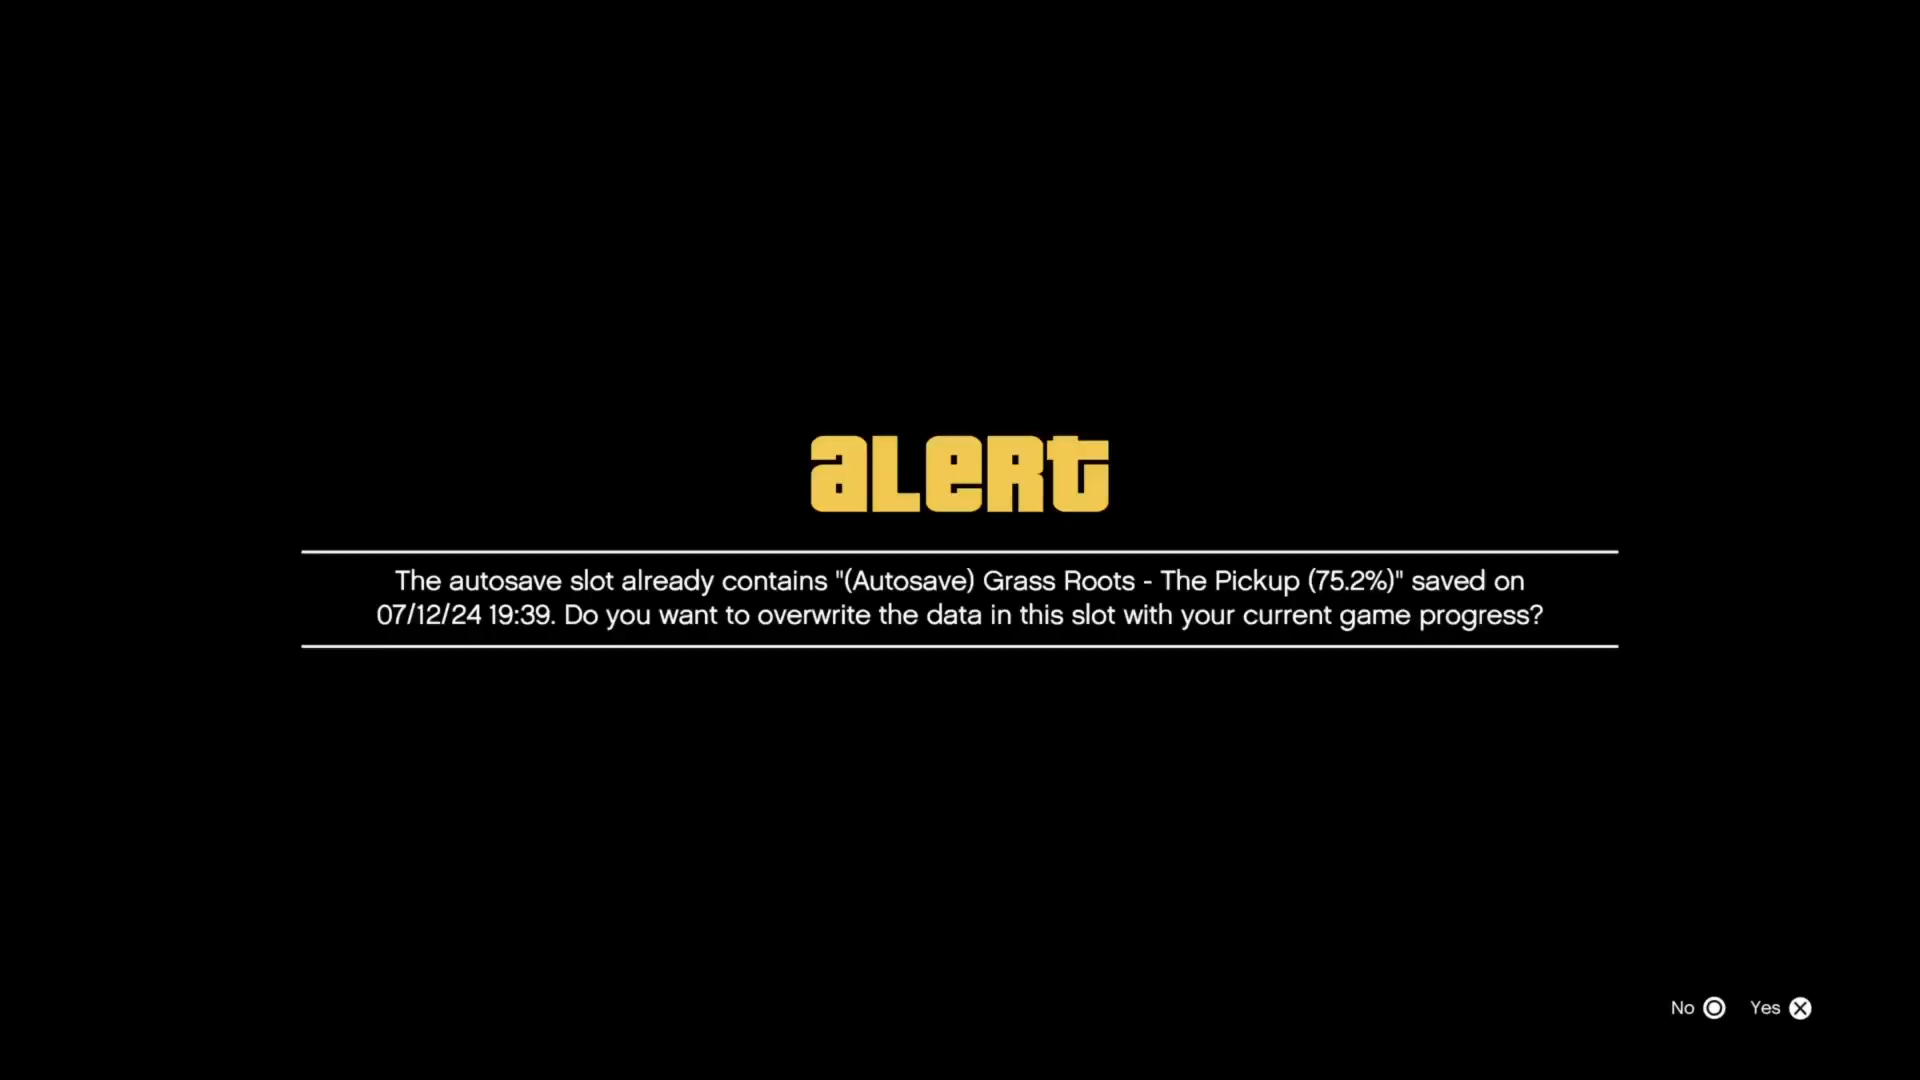 aLeRt
The autosave slot already contains "(Autosave) Grass Roots - The Pickup (75.2%)" saved on
07/12/24 19:39. Do you want to overwrite the data in this slot with your current game progress?
No Yes